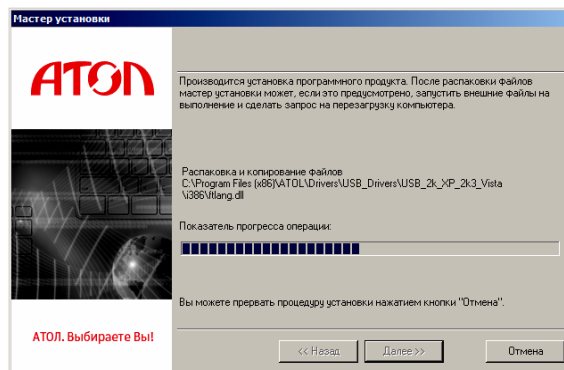 Мастер установки
АТОЛ
Производится установка программного продукта. После распаковки файлов
мастер установки может, если это предусмотрено, запустить внешние файлы на
выполнение и сделать запрос на перезагрузку компьютера.
Распаковка и копирование файлов
C:\Program Files (x86)\ATOL\Drivers\USB_Drivers\USB_2k_XP_2k3_Vista
\i386\ftlang.dll
Показатель прогресса операции:
Вы можете прервать процедуру установки нажатием кнопки "Отмена".
АТОЛ. Выбираете Вы!
<< Назад
Далее >>
Отмена